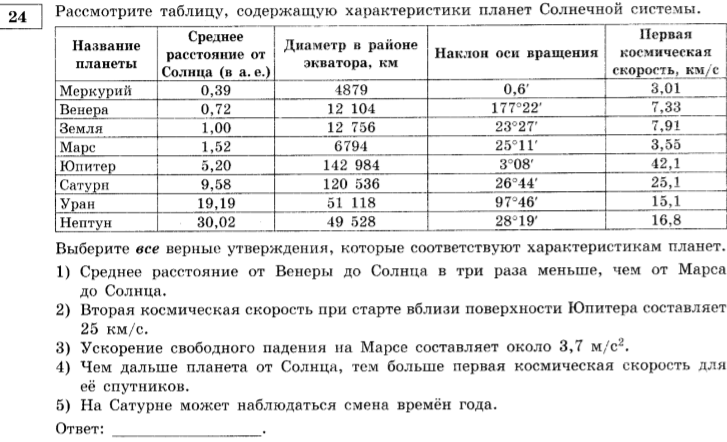 24
Рассмотрите таблицу, содержащую характеристики планет Солнечной системы.
Название планеты | Среднее расстояние от Солнца (в а. е.) | Диаметр в районе экватора, км | Наклон оси вращения | Первая космическая скорость, км/с
Меркурий | 0,39 | 4879 | 0,6′ | 3,01
Венера | 0,72 | 12 104 | 177°22′ | 7,33
Земля | 1,00 | 12 756 | 23°27′ | 7,91
Марс | 1,52 | 6794 | 25°11′ | 3,55
Юпитер | 5,20 | 142 984 | 3°08′ | 42,1
Сатурн | 9,58 | 120 536 | 26°44′ | 25,1
Уран | 19,19 | 51 118 | 97°46′ | 15,1
Нептун | 30,02 | 49 528 | 28°19′ | 16,8
Выберите все верные утверждения, которые соответствуют характеристикам планет.
1) Среднее расстояние от Венеры до Солнца в три раза меньше, чем от Марса
до Солнца.
2) Вторая космическая скорость при старте вблизи поверхности Юпитера составляет
25 км/с.
3) Ускорение свободного падения на Марсе составляет около 3,7 м/с².
4) Чем дальше планета от Солнца, тем больше первая космическая скорость для
её спутников.
5) На Сатурне может наблюдаться смена времён года.
Ответ: ____________________.